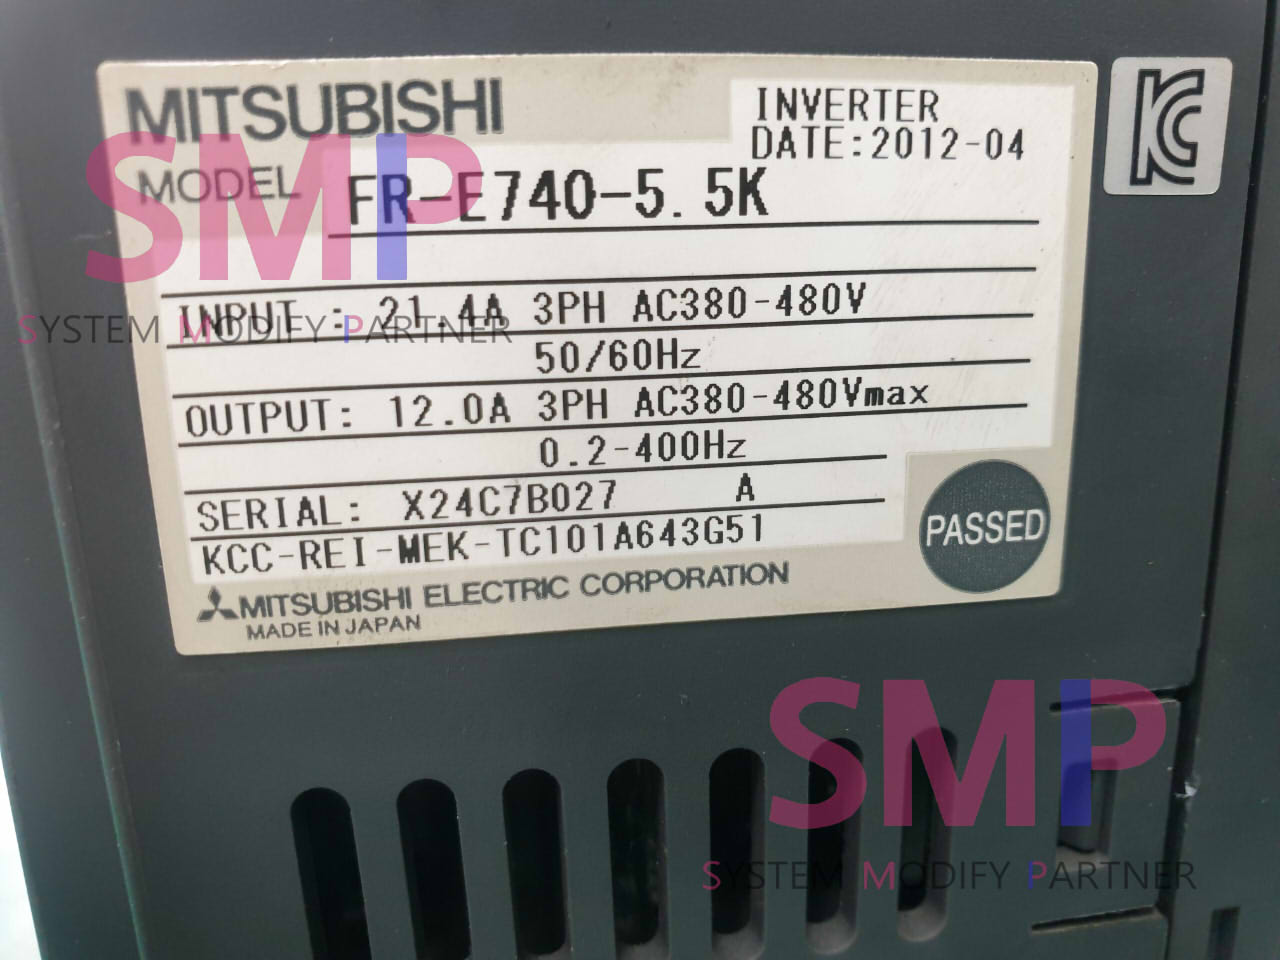 MITSUBISHI
INVERTER
DATE:2012-04
MODEL FR-E740-5.5K
INPUT : 21.4A 3PH AC380-480V
50/60Hz
OUTPUT: 12.0A 3PH AC380-480Vmax
0.2-400Hz
SERIAL: X24C7B027 A
KCC-REI-MEK-TC101A643G51
PASSED
MITSUBISHI ELECTRIC CORPORATION
MADE IN JAPAN
SMP
SYSTEM MODIFY PARTNER
SMP
SYSTEM MODIFY PARTNER